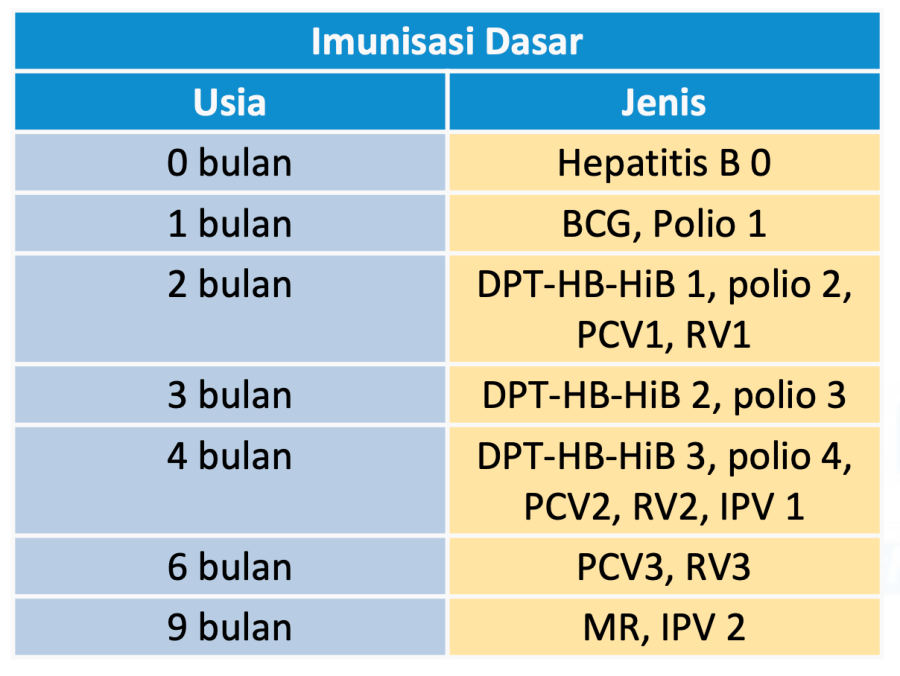 Imunisasi Dasar
Usia Jenis
0 bulan Hepatitis B 0
1 bulan BCG, Polio 1
2 bulan DPT-HB-HiB 1, polio 2,
PCV1, RV1
3 bulan DPT-HB-HiB 2, polio 3
4 bulan DPT-HB-HiB 3, polio 4,
PCV2, RV2, IPV 1
6 bulan PCV3, RV3
9 bulan MR, IPV 2